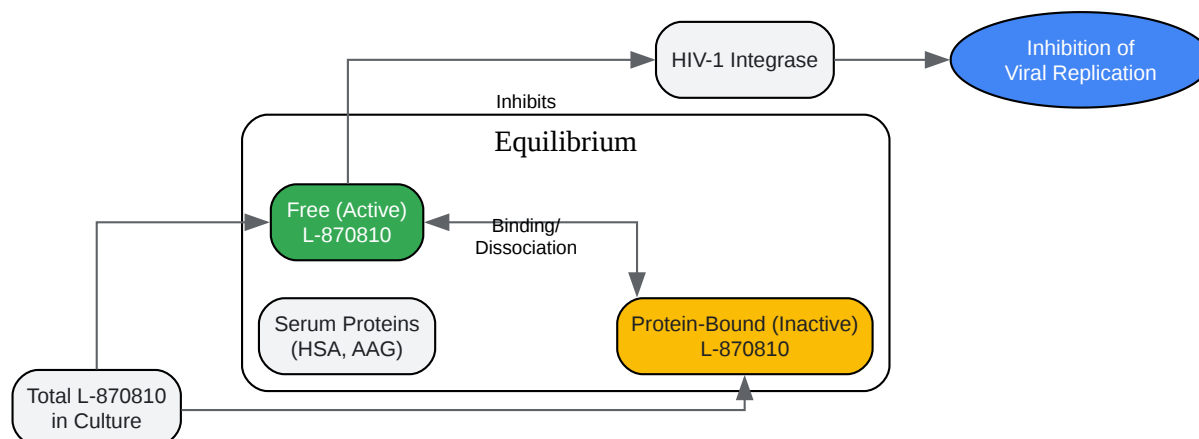 HIV-1 Integrase
Inhibition of
Viral Replication
Inhibits
Equilibrium
Free (Active)
L-870810
Binding/
Dissociation
Serum Proteins
(HSA, AAG)
Protein-Bound (Inactive)
L-870810
Total L-870810
in Culture